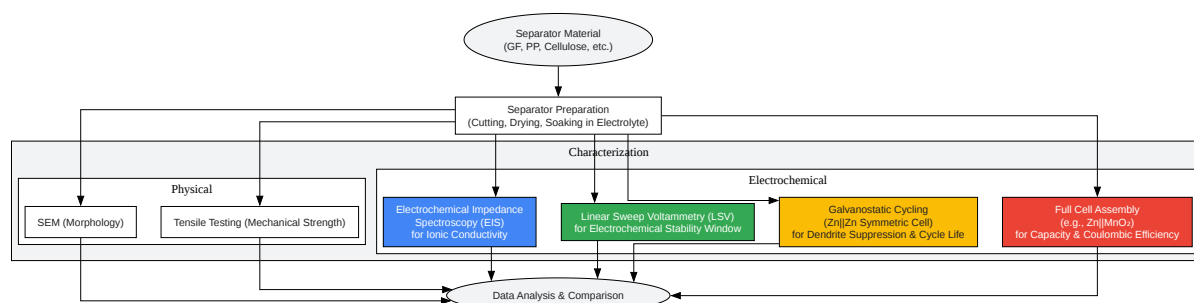 Separator Material
(GF, PP, Cellulose, etc.)
Separator Preparation
(Cutting, Drying, Soaking in Electrolyte)
Characterization
Physical
Electrochemical
SEM (Morphology)
Tensile Testing (Mechanical Strength)
Electrochemical Impedance
Spectroscopy (EIS)
for Ionic Conductivity
Linear Sweep Voltammetry (LSV)
for Electrochemical Stability Window
Galvanostatic Cycling
(Zn||Zn Symmetric Cell)
for Dendrite Suppression & Cycle Life
Full Cell Assembly
(e.g., Zn||MnO₂)
for Capacity & Coulombic Efficiency
Data Analysis & Comparison